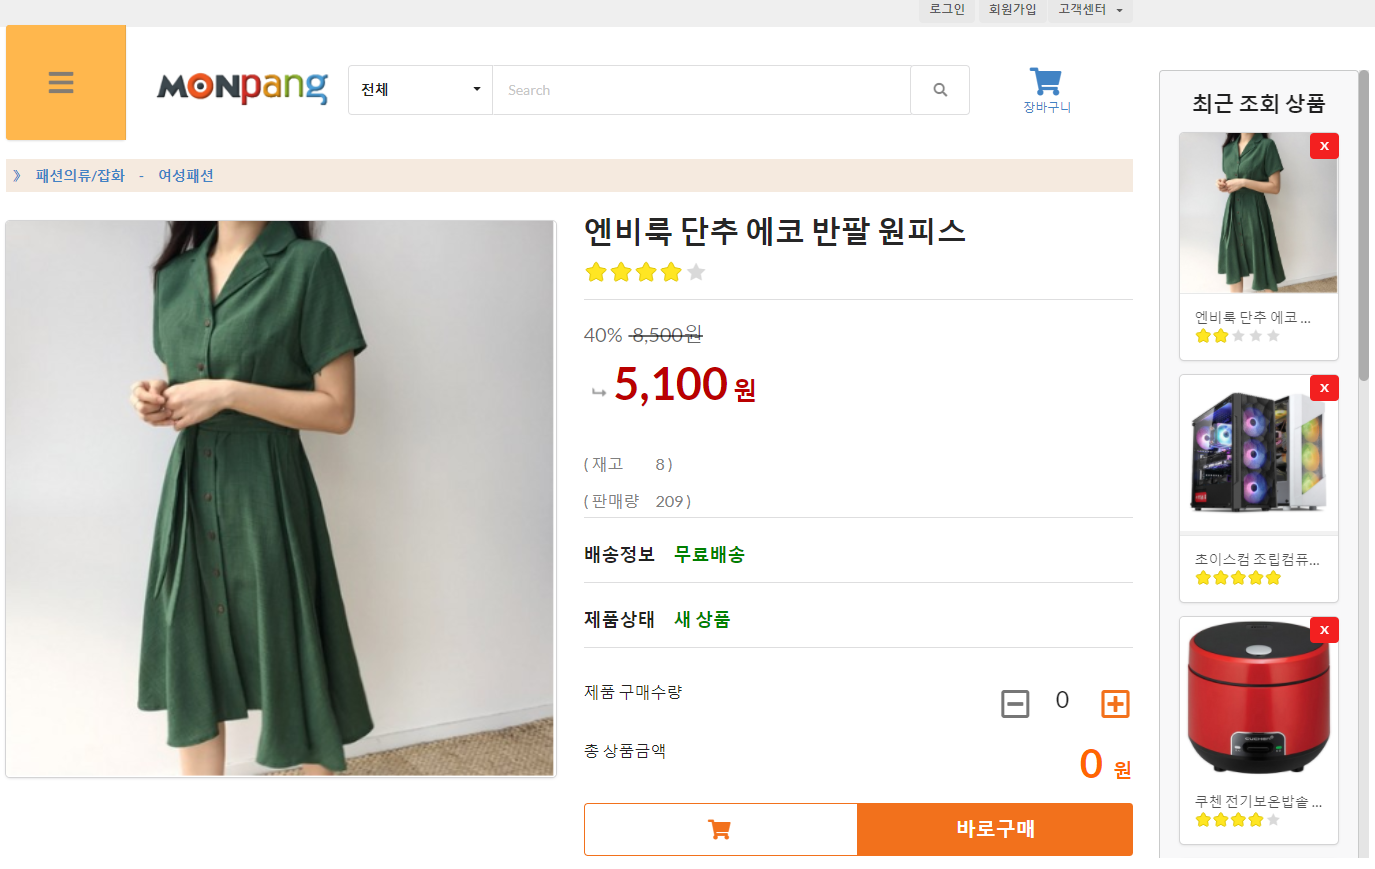 로그인 회원가입 고객센터
MONpang
전체 Search
장바구니
》 패션의류/잡화 - 여성패션
엔비룩 단추 에코 반팔 원피스
40% 8,500원
5,100 원
( 재고 8 )
( 판매량 209 )
배송정보 무료배송
제품상태 새 상품
제품 구매수량 0
총 상품금액 0 원
바로구매
최근 조회 상품
x
엔비룩 단추 에코 ...
x
초이스컴 조립컴퓨...
x
CUCHEN
쿠첸 전기보온밥솥 ...